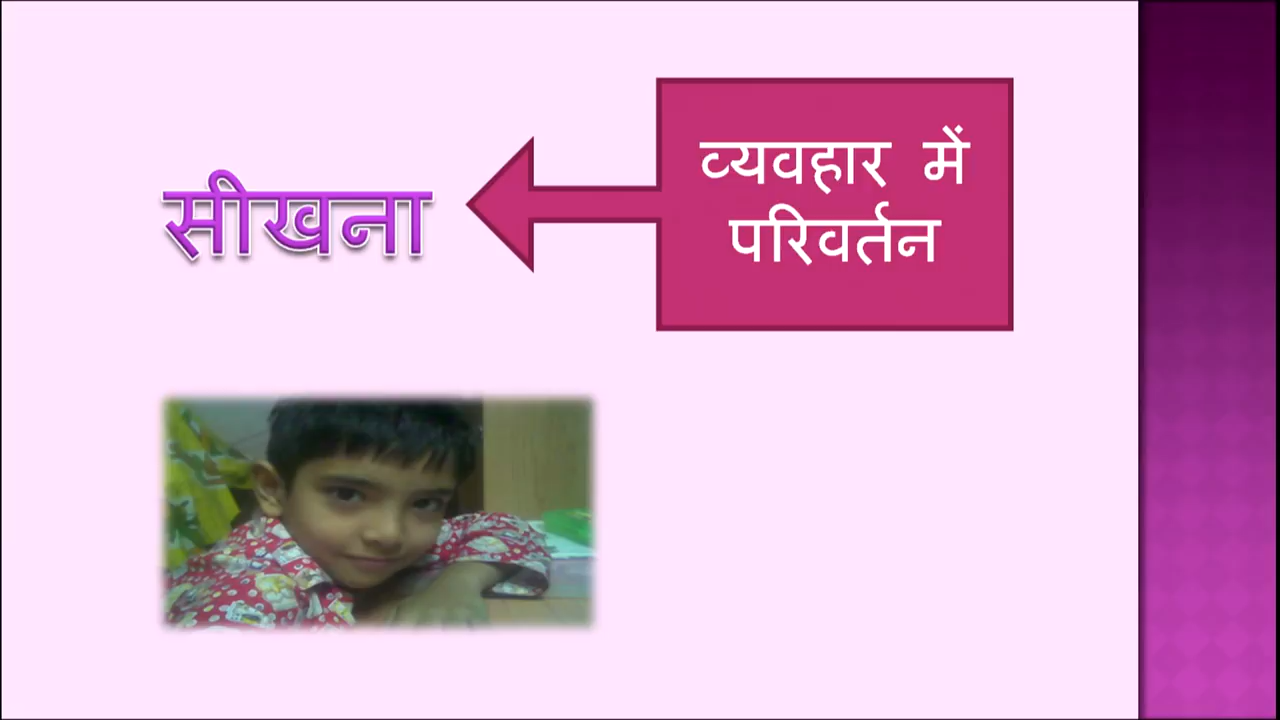 सीखना
व्यवहार में
परिवर्तन